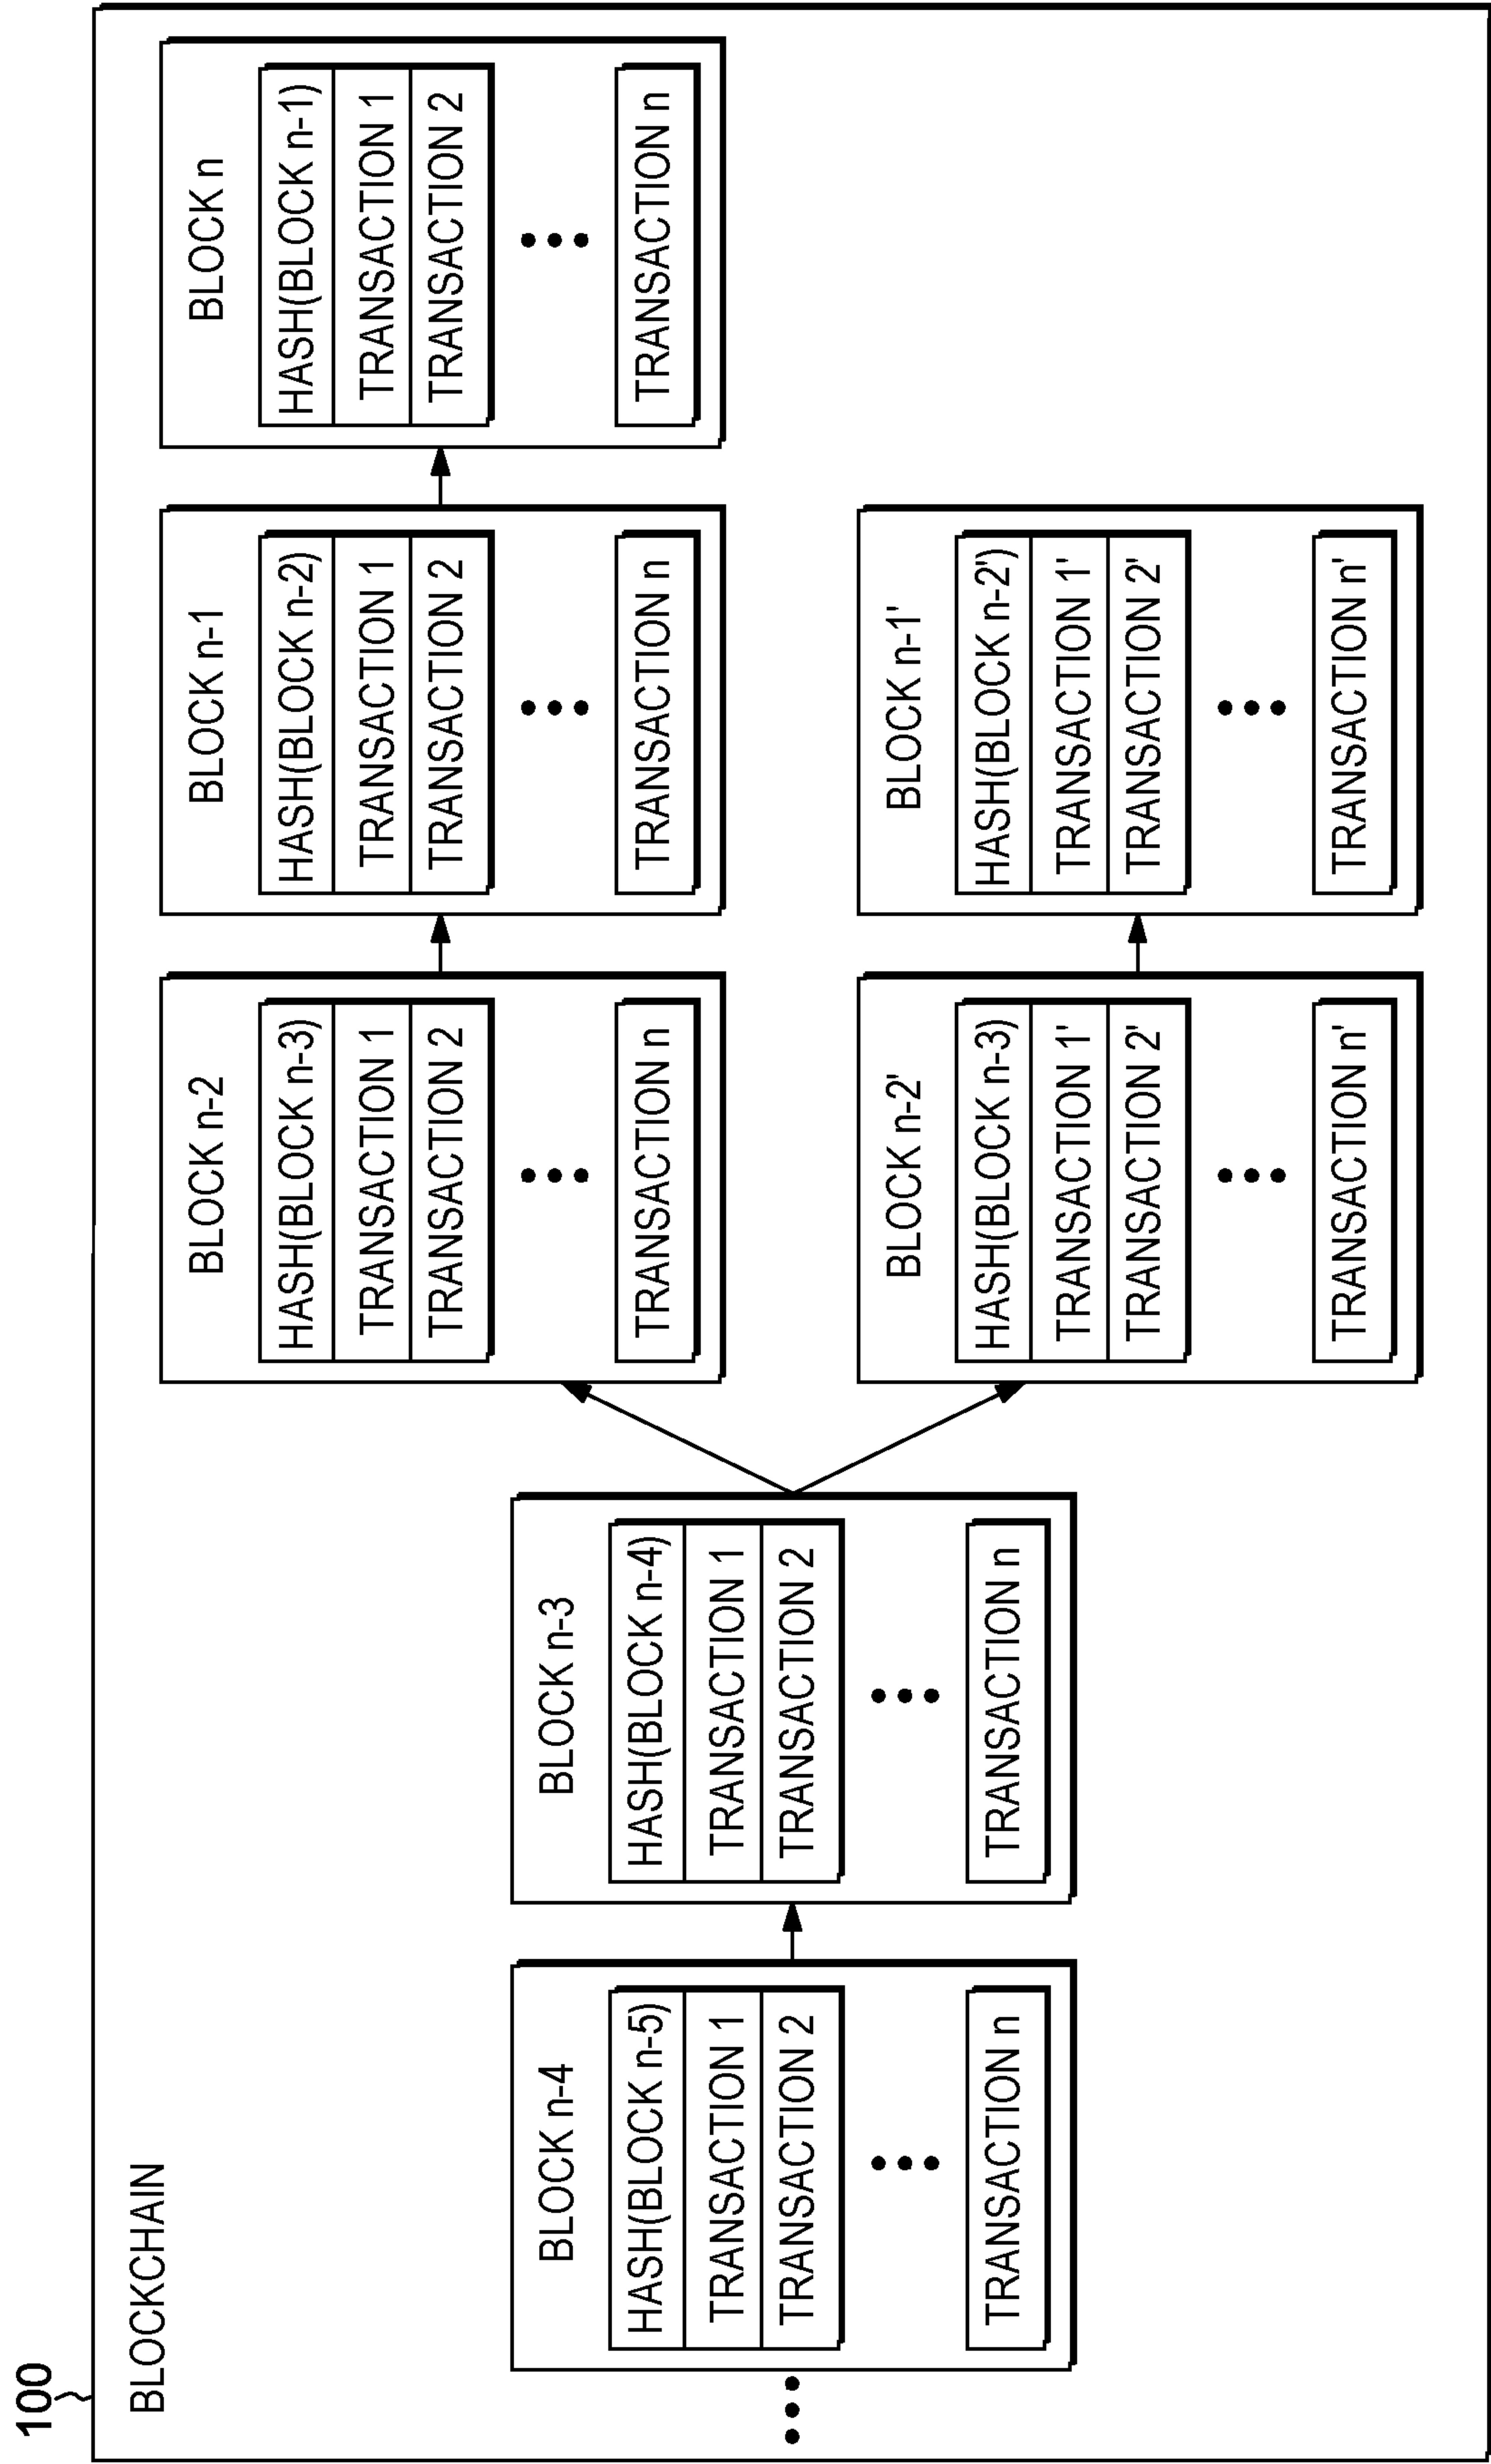 100
BLOCKCHAIN
BLOCK n-4
HASH(BLOCK n-5)
TRANSACTION 1
TRANSACTION 2
TRANSACTION n
BLOCK n-3
HASH(BLOCK n-4)
TRANSACTION 1
TRANSACTION 2
TRANSACTION n
BLOCK n-2
HASH(BLOCK n-3)
TRANSACTION 1
TRANSACTION 2
TRANSACTION n
BLOCK n-1
HASH(BLOCK n-2)
TRANSACTION 1
TRANSACTION 2
TRANSACTION n
BLOCK n
HASH(BLOCK n-1)
TRANSACTION 1
TRANSACTION 2
TRANSACTION n
BLOCK n-2'
HASH(BLOCK n-3)
TRANSACTION 1'
TRANSACTION 2'
TRANSACTION n'
BLOCK n-1'
HASH(BLOCK n-2')
TRANSACTION 1'
TRANSACTION 2'
TRANSACTION n'